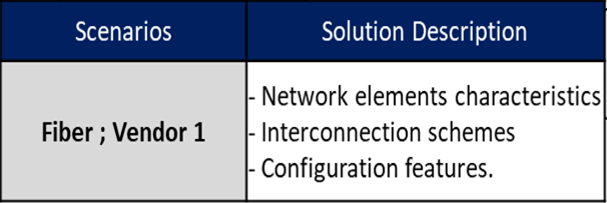 Scenarios
Solution Description
Fiber ; Vendor 1
- Network elements characteristics
- Interconnection schemes
- Configuration features.